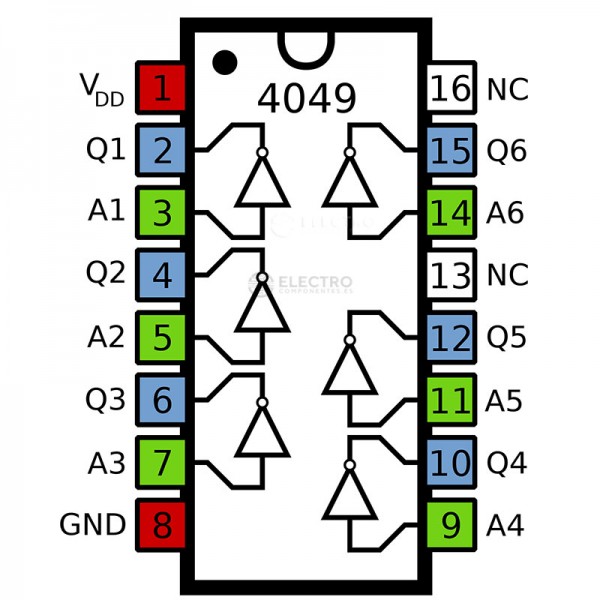 4049
V DD 1 16 NC
Q1 2 15 Q6
A1 3 14 A6
Q2 4 13 NC
A2 5 12 Q5
Q3 6 11 A5
A3 7 10 Q4
GND 8 9 A4
ELECTRO
COMPONENTES.ES